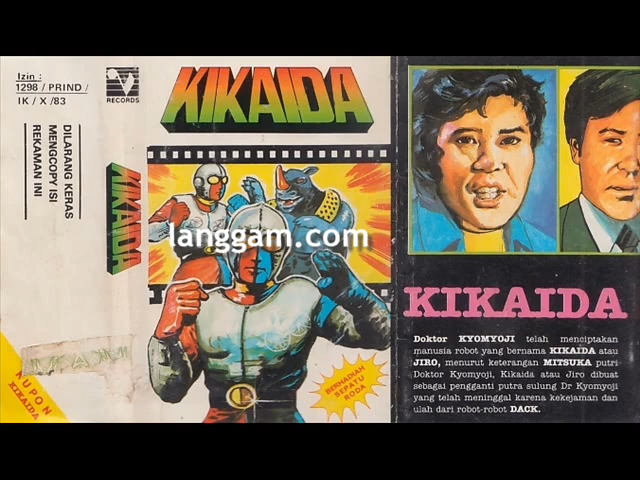 Izin :
1298 / PRIND /
IK / X / 83
V
RECORDS
DILARANG KERAS
MENGCOPY ISI
REKAMAN INI
KIKAIDA
KUPON
KIKAIDA
KIKAIDA
langgam.com
BERHADIAH
SEPATU
RODA
KIKAIDA
Doktor KYOMYOJI telah menciptakan
manusia robot yang bernama KIKAIDA atau
JIRO, menurut keterangan MITSUKA putri
Doktor Kyomyoji, Kikaida atau Jiro dibuat
sebagai pengganti putra sulung Dr Kyomyoji
yang telah meninggal karena kekejaman dan
ulah dari robot-robot DACK.